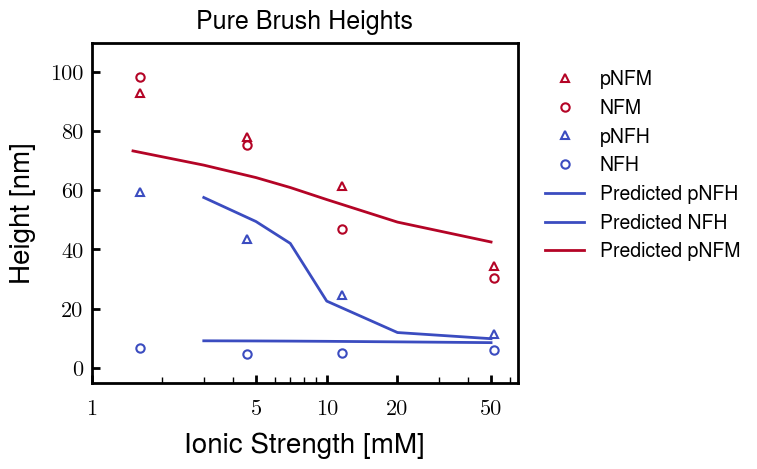 Pure Brush Heights
100
80
60
40
20
0
Height [nm]
1
5
10
20
50
Ionic Strength [mM]
pNFM
NFM
pNFH
NFH
Predicted pNFH
Predicted NFH
Predicted pNFM